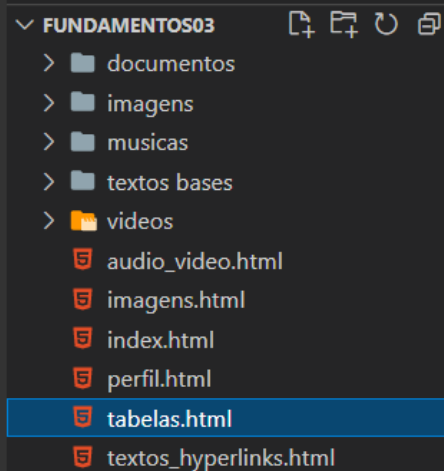 FUNDAMENTOS03
documentos
imagens
musicas
textos bases
videos
audio_video.html
imagens.html
index.html
perfil.html
tabelas.html
textos_hyperlinks.html